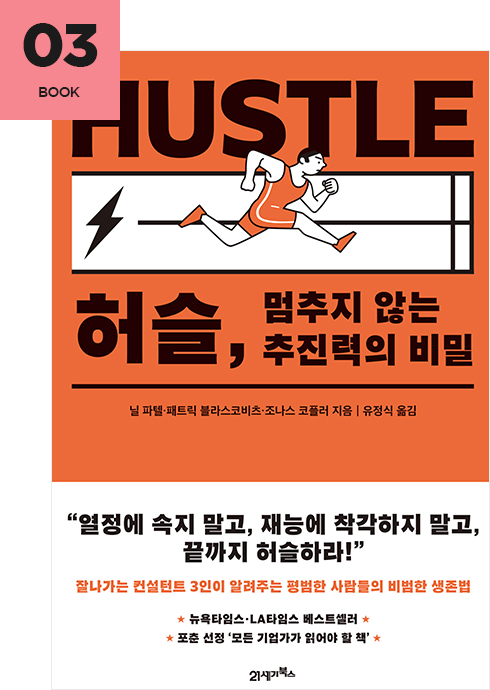 03
BOOK
HUSTLE
허슬, 멈추지 않는
추진력의 비밀
닐 파텔·패트릭 블라스코비츠·조나스 코플러 지음 | 유정식 옮김
“열정에 속지 말고, 재능에 착각하지 말고,
끝까지 허슬하라!”
잘나가는 컨설턴트 3인이 알려주는 평범한 사람들의 비범한 생존법
★ 뉴욕타임스·LA타임스 베스트셀러 ★
★ 포춘 선정 ‘모든 기업가가 읽어야 할 책’ ★
21세기북스